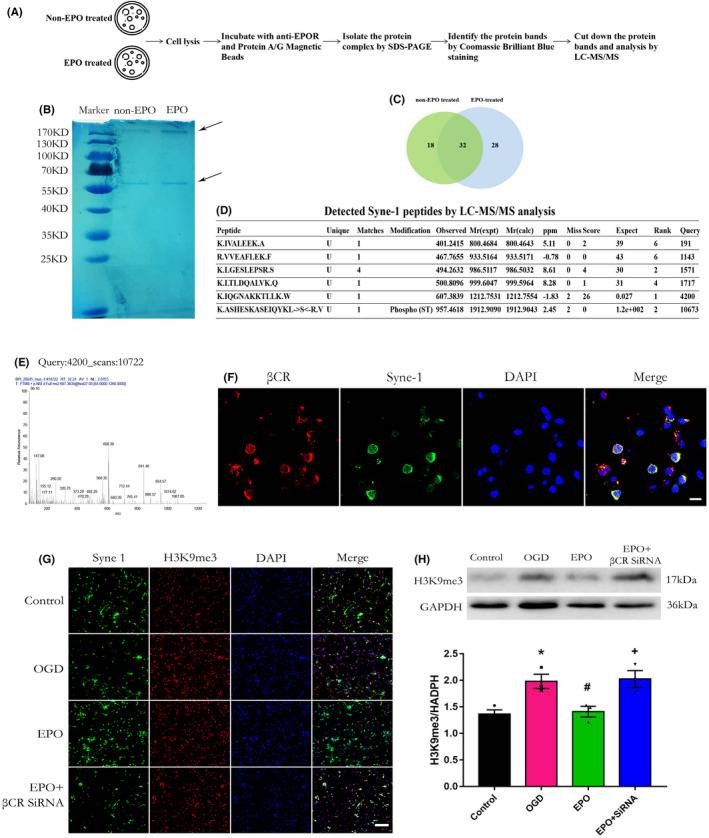 (A)
Non-EPO treated
EPO treated
Cell lysis
Incubate with anti-EPOR
and Protein A/G Magnetic
Beads
Isolate the protein
complex by SDS-PAGE
Identify the protein bands
by Coomassie Brilliant Blue
staining
Cut down the protein
bands and analysis by
LC-MS/MS
(B)
Marker non-EPO EPO
170KD
130KD
100KD
70KD
55KD
40KD
35KD
25KD
(C)
non-EPO treated EPO-treated
18 32 28
(D) Detected Syne-1 peptides by LC-MS/MS analysis
Peptide Unique Matches Modification Observed Mr(expt) Mr(calc) ppm Miss Score Expect Rank Query
K.IVALEEK.A U 1 401.2415 800.4684 800.4643 5.11 0 2 39 6 191
R.VVEAFLEK.F U 1 467.7655 933.5164 933.5171 -0.78 0 0 43 6 1143
K.LGESLEPSR.S U 4 494.2632 986.5117 986.5032 8.61 0 4 30 2 1571
K.LTLDQALVK.Q U 1 500.8096 999.6047 999.5964 8.28 0 1 31 4 1717
K.IQGNAKKTLLK.W U 1 607.3839 1212.7531 1212.7554 -1.83 2 26 0.027 1 4200
K.ASHESKASEIQYKL->S<-R.V U 1 Phospho (ST) 957.4618 1912.9090 1912.9043 2.45 2 0 1.2e+002 2 10673
(E) Query:4200_scans:10722
Relative Abundance
200 400 600 800 1000 1200
(F)
βCR Syne-1 DAPI Merge
(G)
Syne 1 H3K9me3 DAPI Merge
Control
OGD
EPO
EPO+
βCR SiRNA
(H)
Control OGD EPO EPO+
βCR SiRNA
H3K9me3 17kDa
GAPDH 36kDa
H3K9me3/HADPH
2.5
2.0
1.5
1.0
0.5
0.0
* # +
Control OGD EPO EPO+SiRNA